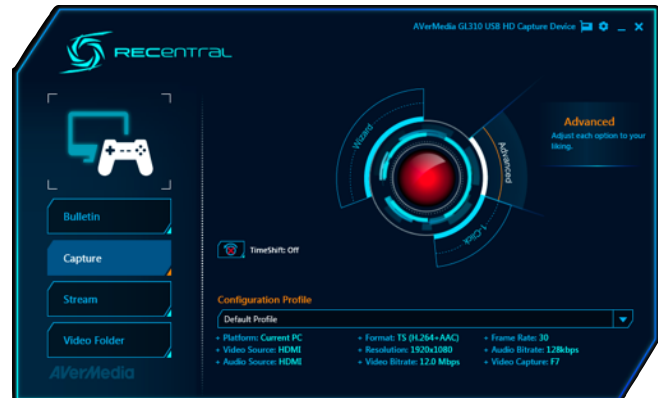 AVerMedia GL310 USB HD Capture Device
RECENTRAL
Wizard
Advanced
1-Click
Advanced
Adjust each option to your
liking.
Bulletin
Capture
Stream
Video Folder
AVerMedia
TimeShift: Off
Configuration Profile
Default Profile
Platform: Current PC
Video Source: HDMI
Audio Source: HDMI
Format: TS (H.264+AAC)
Resolution: 1920x1080
Video Bitrate: 12.0 Mbps
Frame Rate: 30
Audio Bitrate: 128kbps
Video Capture: F7